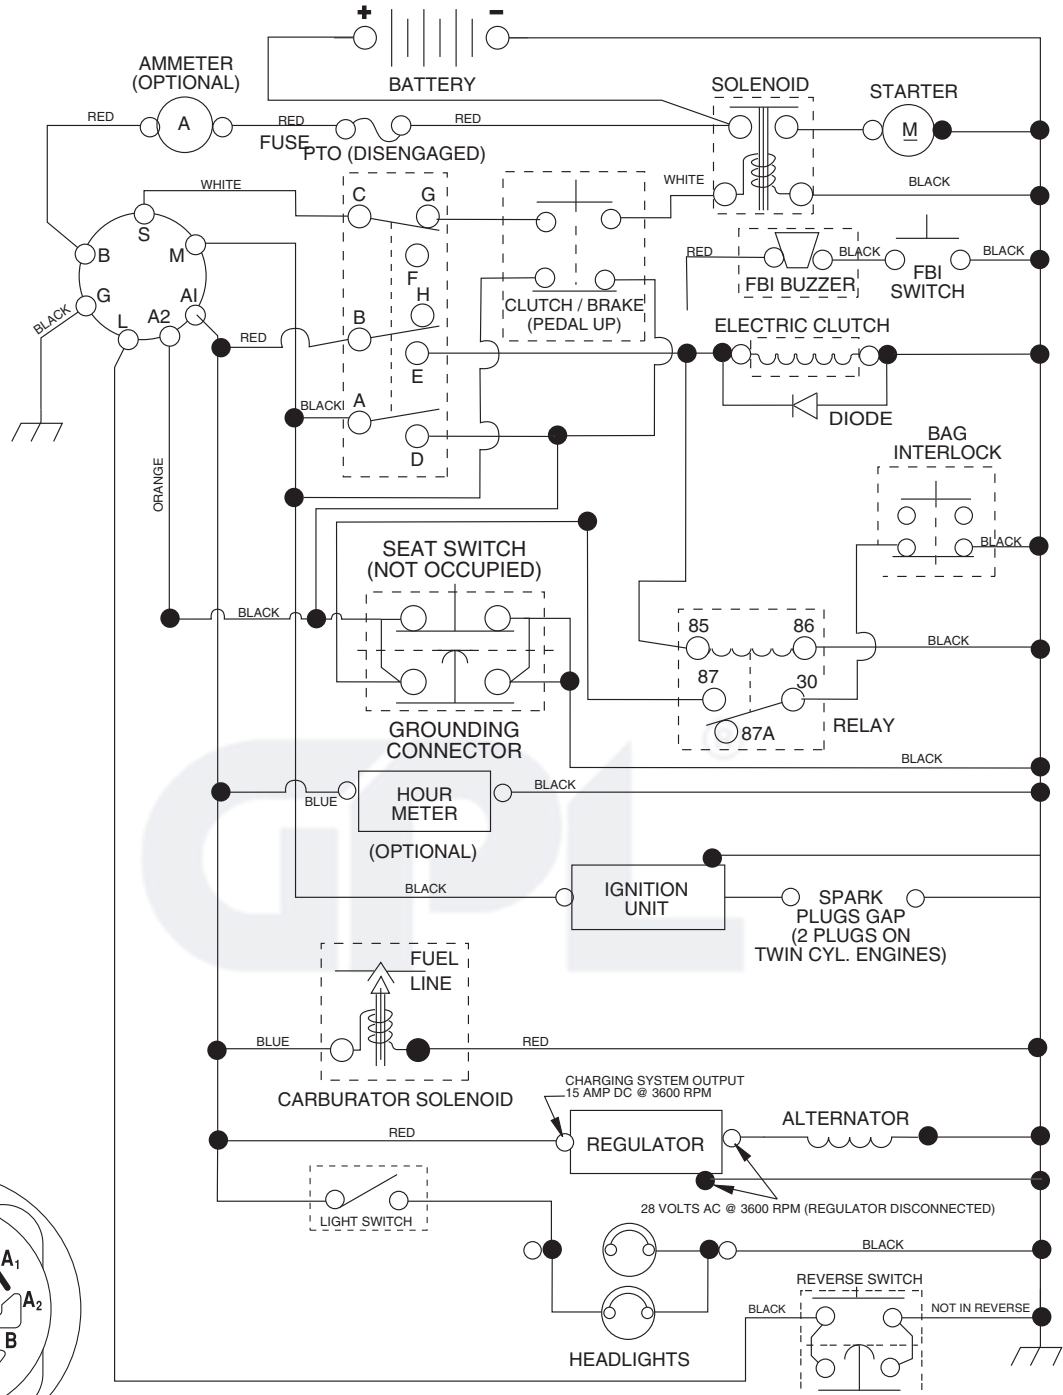 + -
BATTERY
AMMETER
(OPTIONAL)
SOLENOID
STARTER
RED
A
RED
FUSE
RED
M
PTO (DISENGAGED)
WHITE
C G
WHITE
BLACK
S
M
B
F
RED
BLACK
BLACK
FBI BUZZER
FBI
SWITCH
G
A1
H
CLUTCH / BRAKE
(PEDAL UP)
BLACK
L
A2
RED
B
E
ELECTRIC CLUTCH
BLACK
A
D
DIODE
BAG
INTERLOCK
ORANGE
BLACK
SEAT SWITCH
(NOT OCCUPIED)
BLACK
85 86
BLACK
87 30
87A
RELAY
GROUNDING
CONNECTOR
®
BLACK
BLUE
HOUR
METER
BLACK
(OPTIONAL)
GPL
BLACK
IGNITION
UNIT
SPARK
PLUGS GAP
(2 PLUGS ON
TWIN CYL. ENGINES)
FUEL
LINE
BLUE
RED
CARBURATOR SOLENOID
CHARGING SYSTEM OUTPUT
15 AMP DC @ 3600 RPM
RED
REGULATOR
ALTERNATOR
28 VOLTS AC @ 3600 RPM (REGULATOR DISCONNECTED)
LIGHT SWITCH
BLACK
A1
A2
B
REVERSE SWITCH
BLACK
NOT IN REVERSE
HEADLIGHTS